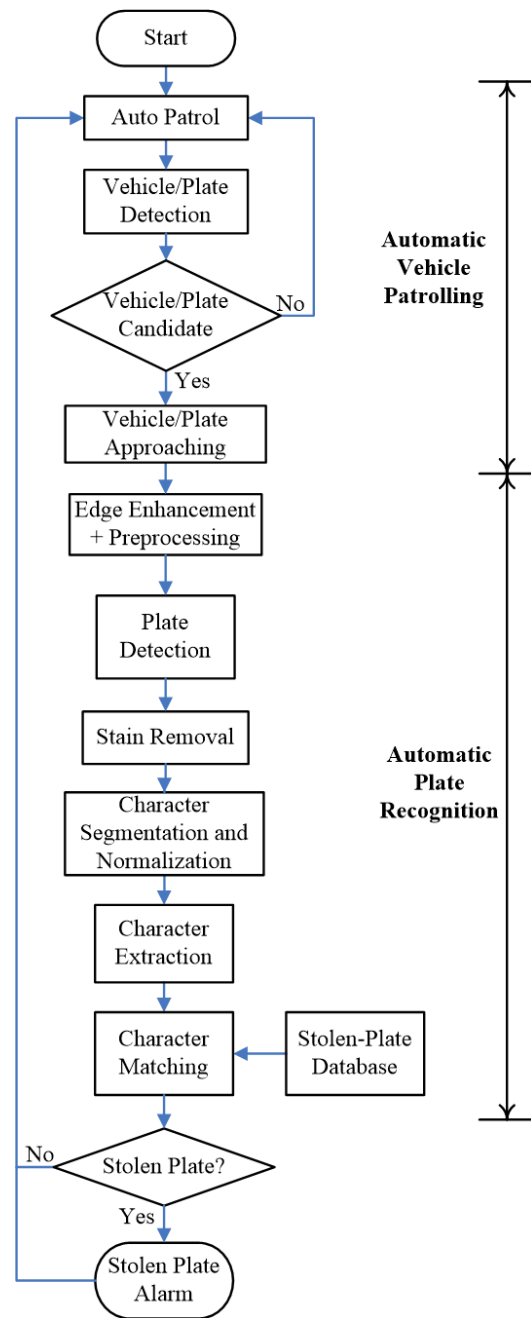 Start
Auto Patrol
Vehicle/Plate
Detection
Vehicle/Plate
Candidate
No
Yes
Vehicle/Plate
Approaching
Automatic
Vehicle
Patrolling
Edge Enhancement
+ Preprocessing
Plate
Detection
Stain Removal
Character
Segmentation and
Normalization
Character
Extraction
Character
Matching
Stolen-Plate
Database
Automatic
Plate
Recognition
Stolen Plate?
No
Yes
Stolen Plate
Alarm